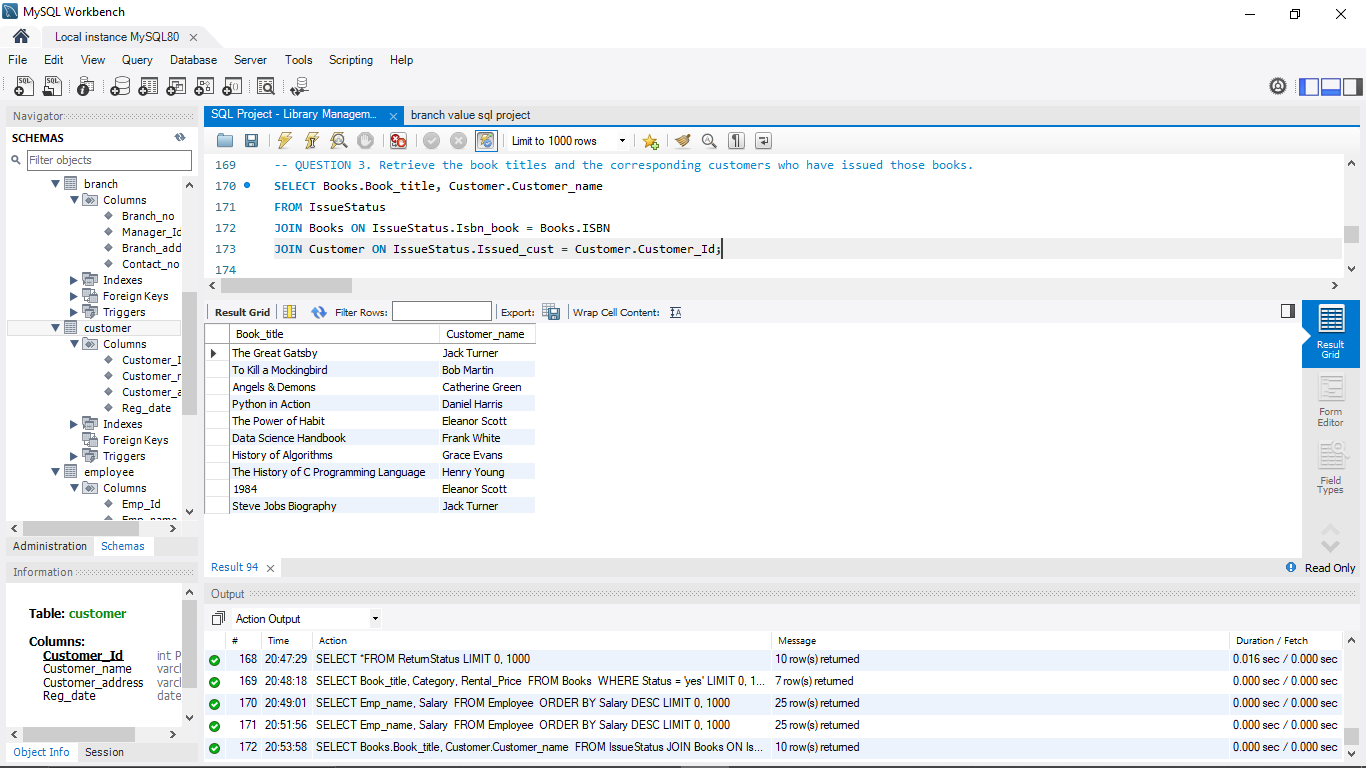 MySQL Workbench
Local instance MySQL80
File Edit View Query Database Server Tools Scripting Help
Navigator
SCHEMAS
Filter objects
branch
Columns
Branch_no
Manager_Id
Branch_add
Contact_no
Indexes
Foreign Keys
Triggers
customer
Columns
Customer_I
Customer_n
Customer_a
Reg_date
Indexes
Foreign Keys
Triggers
employee
Columns
Emp_Id
Emp_name
Administration Schemas
Information
Table: customer
Columns:
Customer_Id int P
Customer_name varch
Customer_address varch
Reg_date date
Object Info Session
SQL Project - Library Managem... branch value sql project
Limit to 1000 rows
169 -- QUESTION 3. Retrieve the book titles and the corresponding customers who have issued those books.
170 SELECT Books.Book_title, Customer.Customer_name
171 FROM IssueStatus
172 JOIN Books ON IssueStatus.Isbn_book = Books.ISBN
173 JOIN Customer ON IssueStatus.Issued_cust = Customer.Customer_Id;
174
Result Grid Filter Rows: Export: Wrap Cell Content:
Book_title Customer_name
The Great Gatsby Jack Turner
To Kill a Mockingbird Bob Martin
Angels & Demons Catherine Green
Python in Action Daniel Harris
The Power of Habit Eleanor Scott
Data Science Handbook Frank White
History of Algorithms Grace Evans
The History of C Programming Language Henry Young
1984 Eleanor Scott
Steve Jobs Biography Jack Turner
Result
Grid
Form
Editor
Field
Types
Result 94
Read Only
Output
Action Output
# Time Action Message Duration / Fetch
168 20:47:29 SELECT *FROM ReturnStatus LIMIT 0, 1000 10 row(s) returned 0.016 sec / 0.000 sec
169 20:48:18 SELECT Book_title, Category, Rental_Price FROM Books WHERE Status = 'yes' LIMIT 0, 1... 7 row(s) returned 0.000 sec / 0.000 sec
170 20:49:01 SELECT Emp_name, Salary FROM Employee ORDER BY Salary DESC LIMIT 0, 1000 25 row(s) returned 0.000 sec / 0.000 sec
171 20:51:56 SELECT Emp_name, Salary FROM Employee ORDER BY Salary DESC LIMIT 0, 1000 25 row(s) returned 0.000 sec / 0.000 sec
172 20:53:58 SELECT Books.Book_title, Customer.Customer_name FROM IssueStatus JOIN Books ON Is... 10 row(s) returned 0.000 sec / 0.000 sec